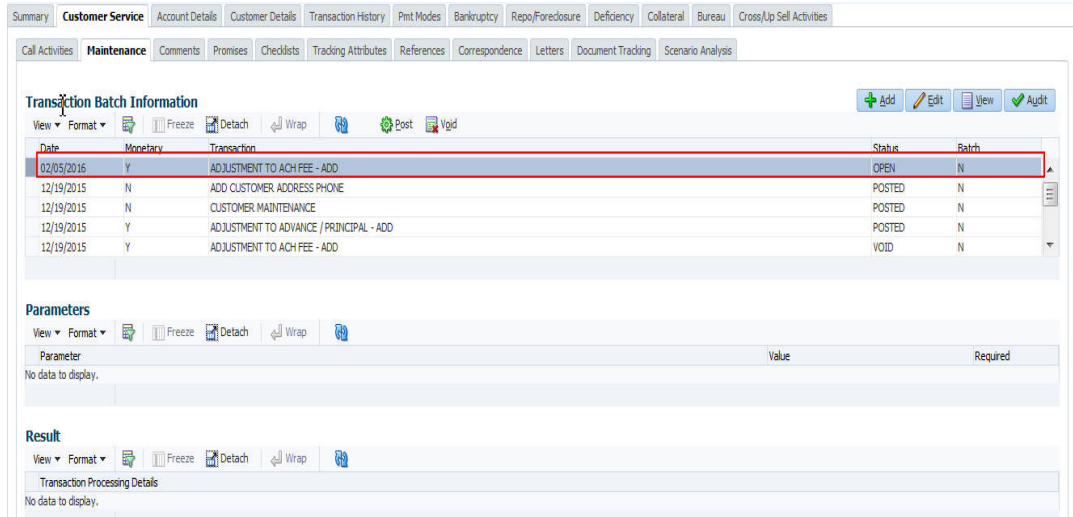 Summary Customer Service Account Details Customer Details Transaction History Pmt Modes Bankruptcy Repo/Foreclosure Deficiency Collateral Bureau Cross/Up Sell Activities
Call Activities Maintenance Comments Promises Checklists Tracking Attributes References Correspondence Letters Document Tracking Scenario Analysis
Transaction Batch Information Add Edit View Audit
View Format Freeze Detach Wrap Post Void
Date Monetary Transaction Status Batch
02/05/2016 Y ADJUSTMENT TO ACH FEE - ADD OPEN N
12/19/2015 N ADD CUSTOMER ADDRESS PHONE POSTED N
12/19/2015 N CUSTOMER MAINTENANCE POSTED N
12/19/2015 Y ADJUSTMENT TO ADVANCE / PRINCIPAL - ADD POSTED N
12/19/2015 Y ADJUSTMENT TO ACH FEE - ADD VOID N
Parameters
View Format Freeze Detach Wrap
Parameter Value Required
No data to display.
Result
View Format Freeze Detach Wrap
Transaction Processing Details
No data to display.